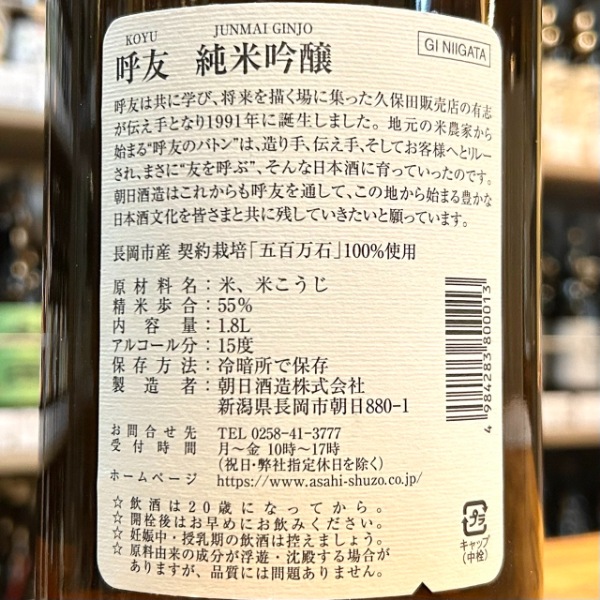 KOYU JUNMAI GINJO
呼友 純米吟醸
GI NIIGATA
呼友は共に学び、将来を描く場に集った久保田販売店の有志
が伝え手となり1991年に誕生しました。地元の米農家から
始まる“呼友のバトン”は、造り手、伝え手、そしてお客様へとリレー
され、まさに“友を呼ぶ”、そんな日本酒に育っていったのです。
朝日酒造はこれからも呼友を通して、この地から始まる豊かな
日本酒文化を皆さまと共に残していきたいと願っています。
長岡市産 契約栽培「五百万石」100%使用
原材料名：米、米こうじ
精米歩合：55%
内容量：1.8L
アルコール分：15度
保存方法：冷暗所で保存
製造者：朝日酒造株式会社
新潟県長岡市朝日880-1
お問合せ先 TEL 0258-41-3777
受付時間 月～金 10時～17時
（祝日・弊社指定休日を除く）
ホームページ https://www.asahi-shuzo.co.jp/
☆飲酒は20歳になってから。
☆開栓後はお早めにお飲みください。
☆妊娠中・授乳期の飲酒は控えましょう。
☆原料由来の成分が浮遊・沈殿する場合が
ありますが、品質には問題ありません。
4984283800013
プラ
キャップ
（中栓）